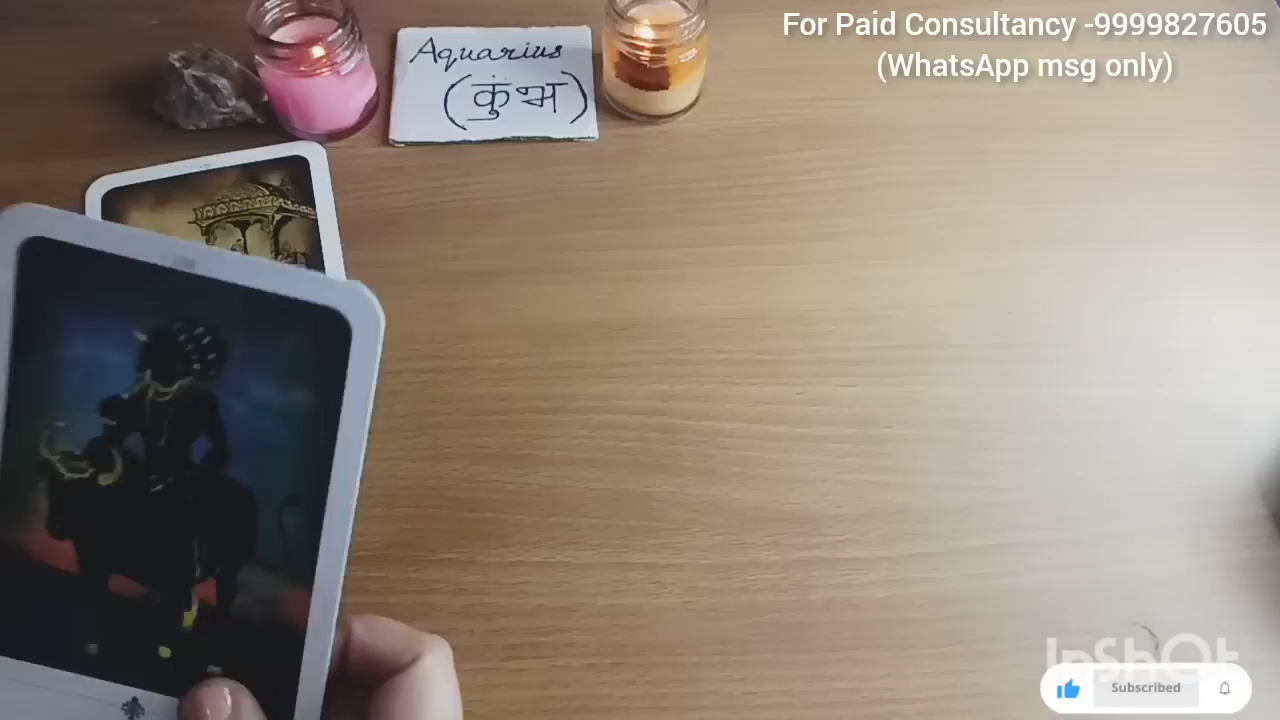 For Paid Consultancy -9999827605
(WhatsApp msg only)
Aquarius
(कुंभ)
InShOt
Subscribed